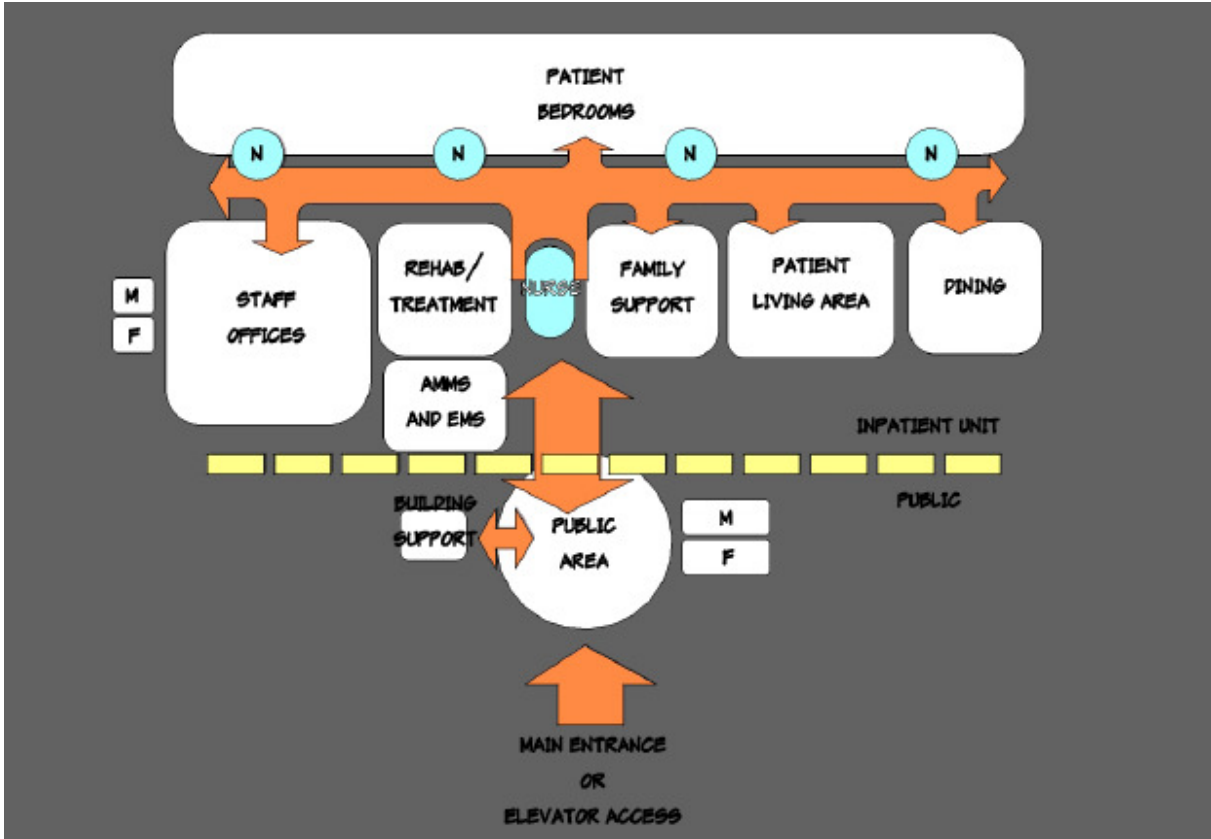 PATIENT
BEDROOMS
N
N
N
N
M
F
STAFF
OFFICES
REHAB/
TREATMENT
NURSE
FAMILY
SUPPORT
PATIENT
LIVING AREA
DINING
AMMS
AND EMS
INPATIENT UNIT
PUBLIC
BUILDING
SUPPORT
PUBLIC
AREA
M
F
MAIN ENTRANCE
OR
ELEVATOR ACCESS